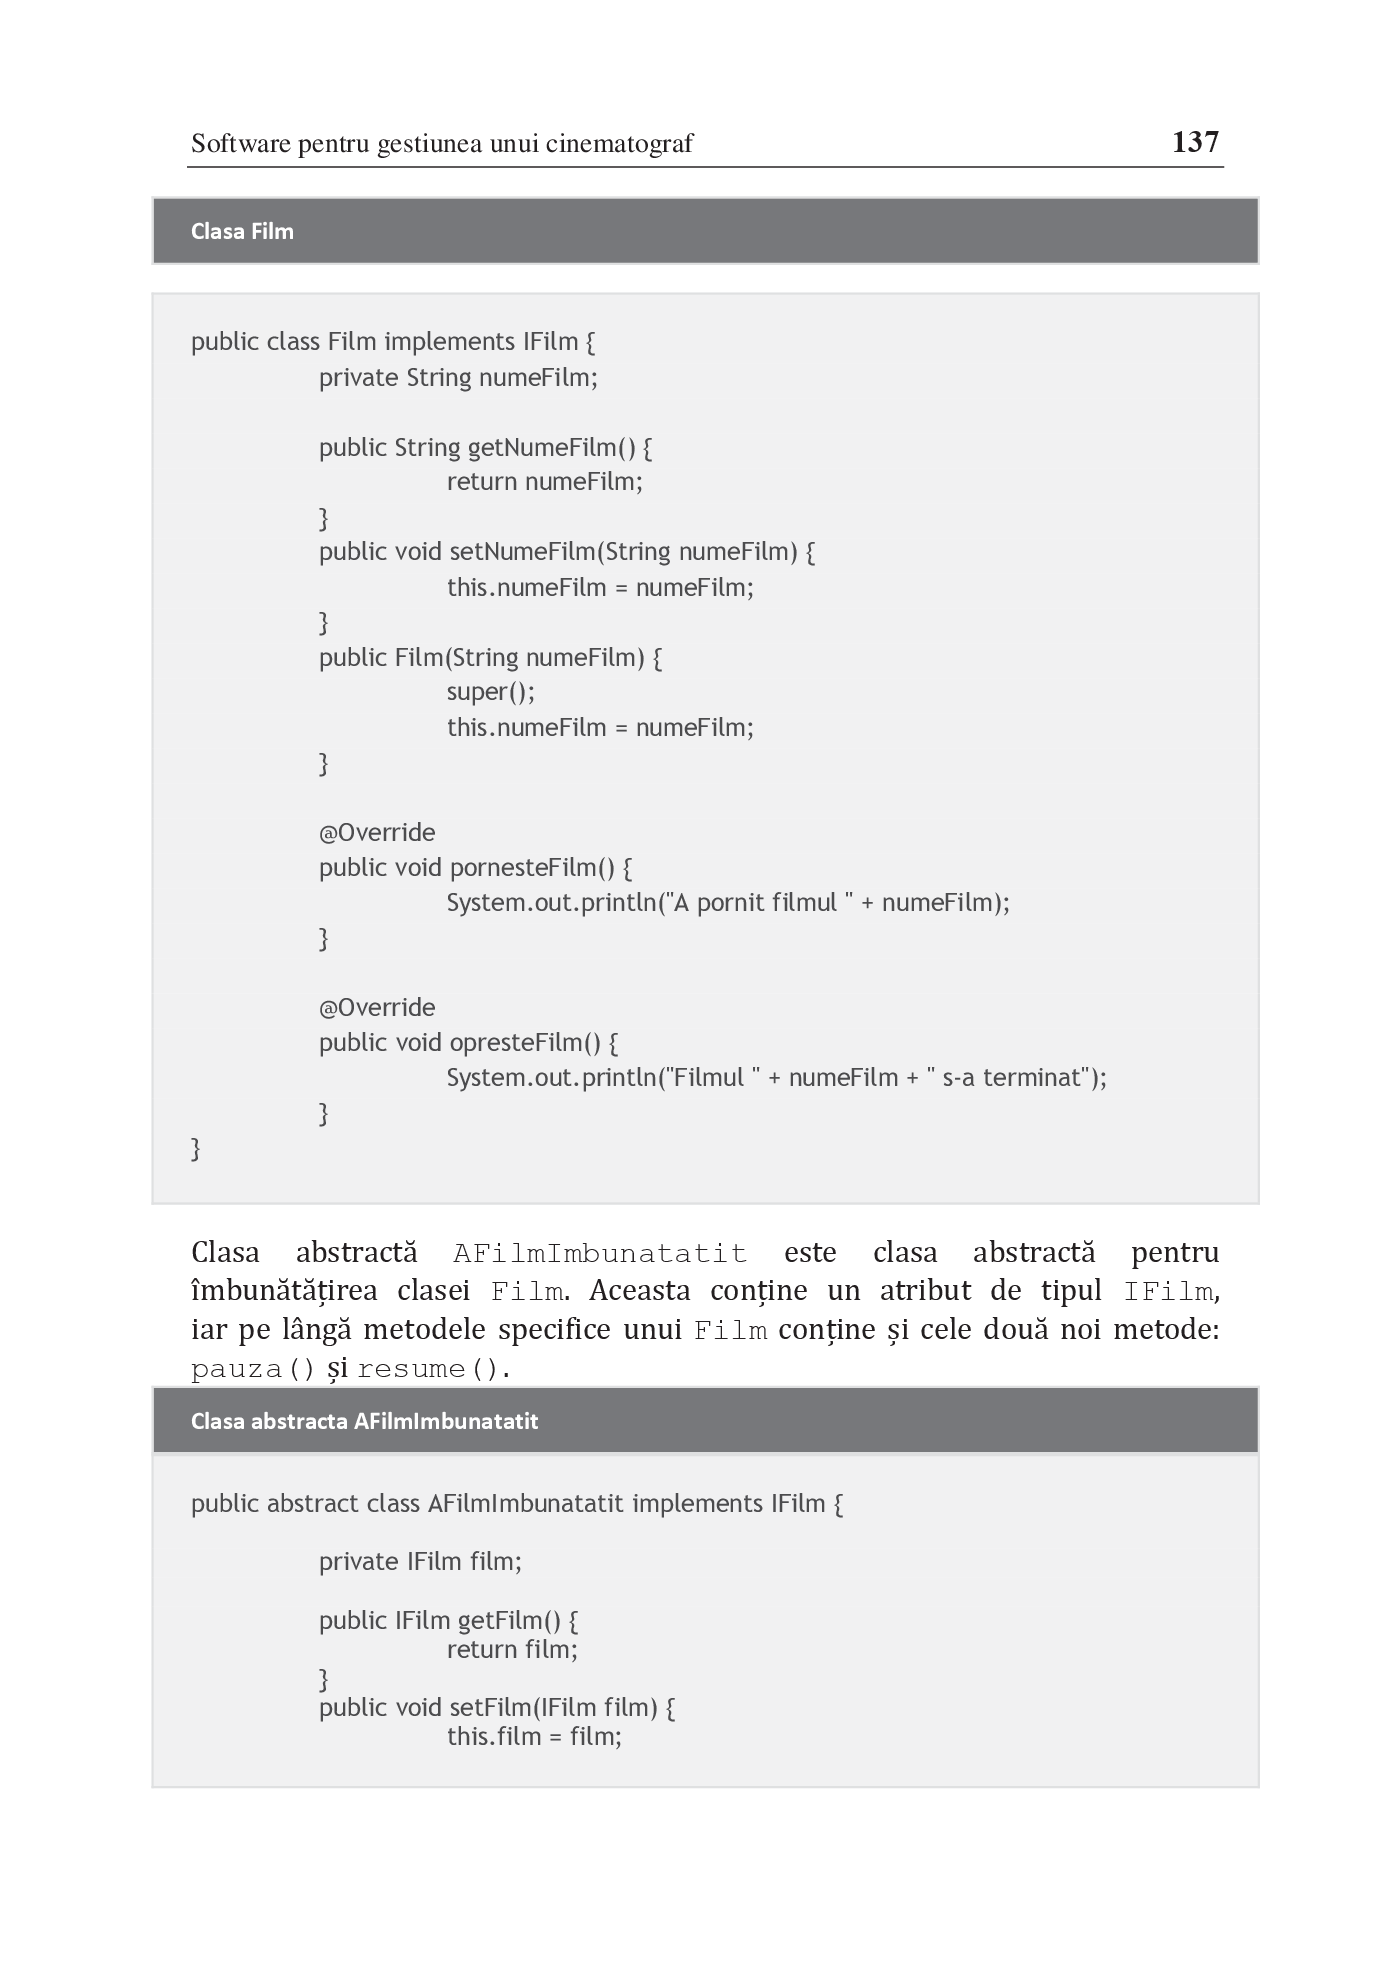 Software pentru gestiunea unui cinematograf 137
Clasa Film
public class Film implements IFilm {
private String numeFilm;
public String getNumeFilm() {
return numeFilm;
}
public void setNumeFilm(String numeFilm) {
this.numeFilm = numeFilm;
}
public Film(String numeFilm) {
super();
this.numeFilm = numeFilm;
}
@Override
public void pornesteFilm() {
System.out.println("A pornit filmul " + numeFilm);
}
@Override
public void opresteFilm() {
System.out.println("Filmul " + numeFilm + " s-a terminat");
}
}
Clasa abstractă AFilmImbunatatit este clasa abstractă pentru
îmbunătățirea clasei Film. Aceasta conține un atribut de tipul IFilm,
iar pe lângă metodele specifice unui Film conține și cele două noi metode:
pauza() și resume().
Clasa abstracta AFilmImbunatatit
public abstract class AFilmImbunatatit implements IFilm {
private IFilm film;
public IFilm getFilm() {
return film;
}
public void setFilm(IFilm film) {
this.film = film;